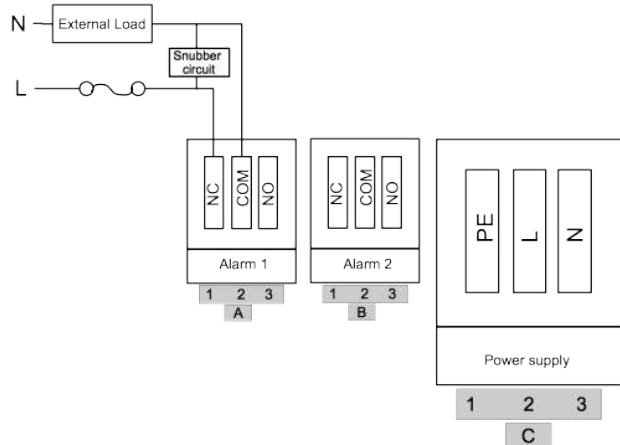 N
External Load
Snubber
circuit
L
NC
COM
NO
NC
COM
NO
PE
L
N
Alarm 1
Alarm 2
1 2 3
1 2 3
A
B
Power supply
1 2 3
C